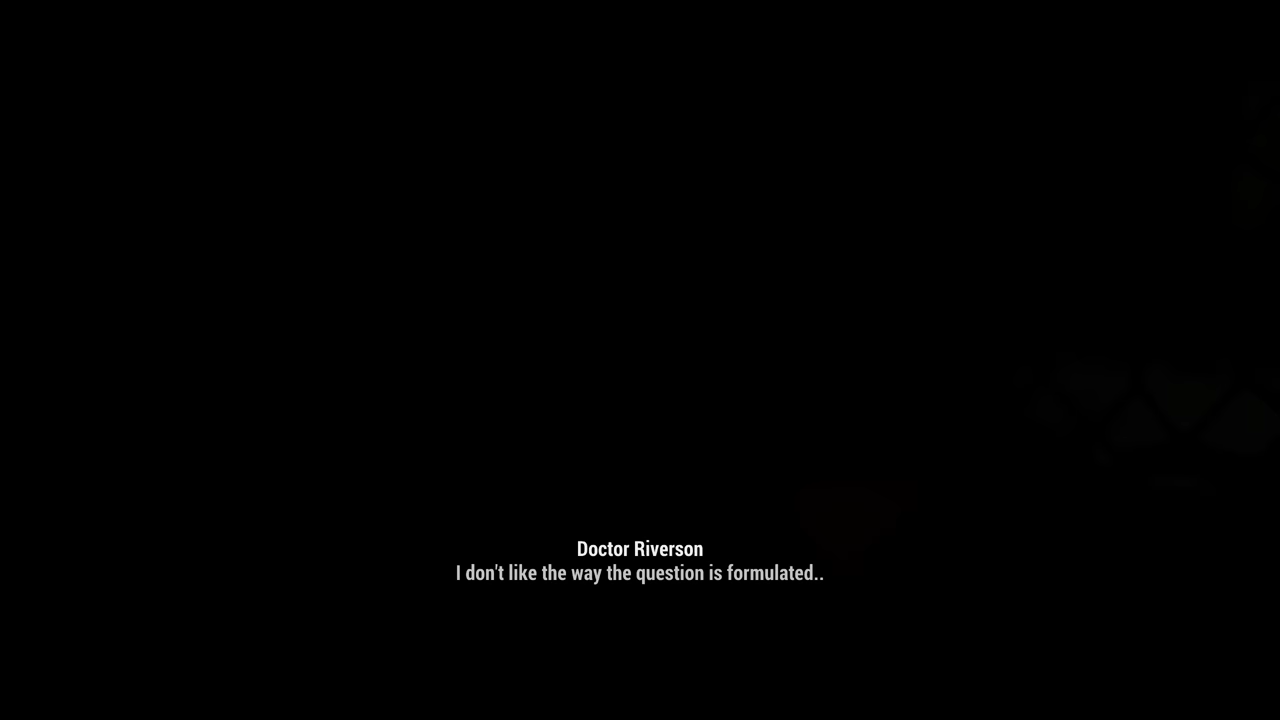 Doctor Riverson
I don't like the way the question is formulated..